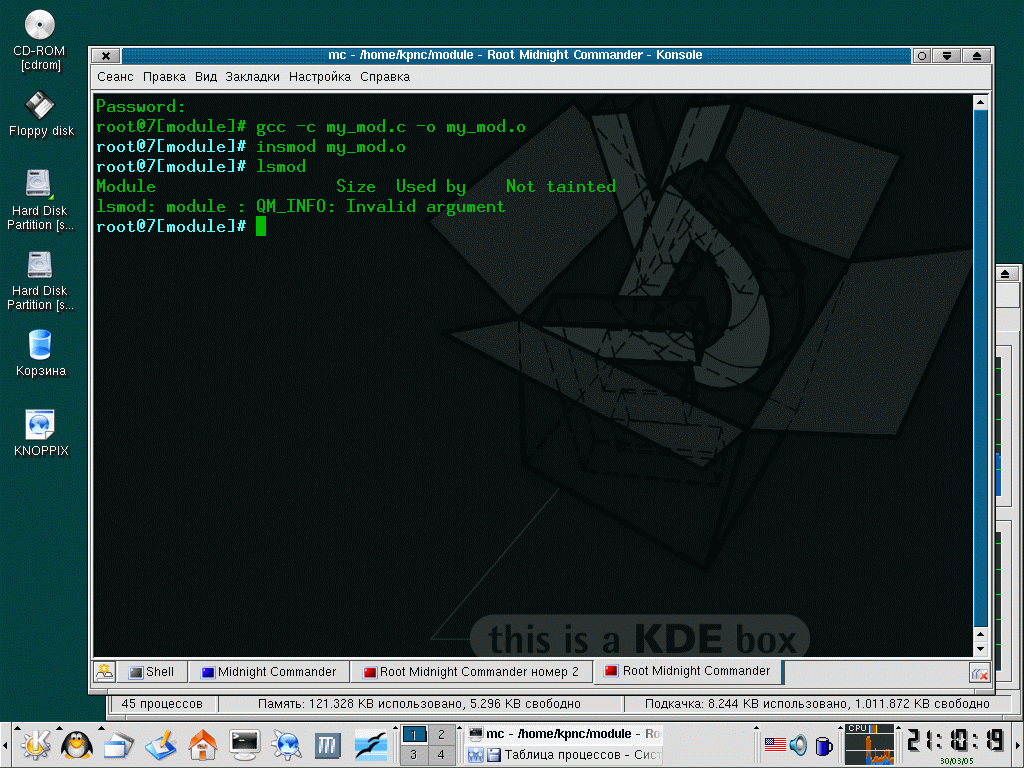 CD-ROM
[cdrom]
Floppy disk
Hard Disk
Partition [s...
Hard Disk
Partition [s...
Корзина
KNOPPIX
mc - /home/kpnc/module - Root Midnight Commander - Konsole
Сеанс Правка Вид Закладки Настройка Справка
Password:
root@7[module]# gcc -c my_mod.c -o my_mod.o
root@7[module]# insmod my_mod.o
root@7[module]# lsmod
Module Size Used by Not tainted
lsmod: module : QM_INFO: Invalid argument
root@7[module]#
this is a KDE box
Shell Midnight Commander Root Midnight Commander номер 2 Root Midnight Commander
45 процессов Память: 121.328 KB использовано, 5.296 KB свободно Подкачка: 8.244 KB использовано, 1.011.872 KB свободно
1 2
3 4
mc - /home/kpnc/module - Ro
Таблица процессов - Сист
CPU
21:10:19
30/03/05